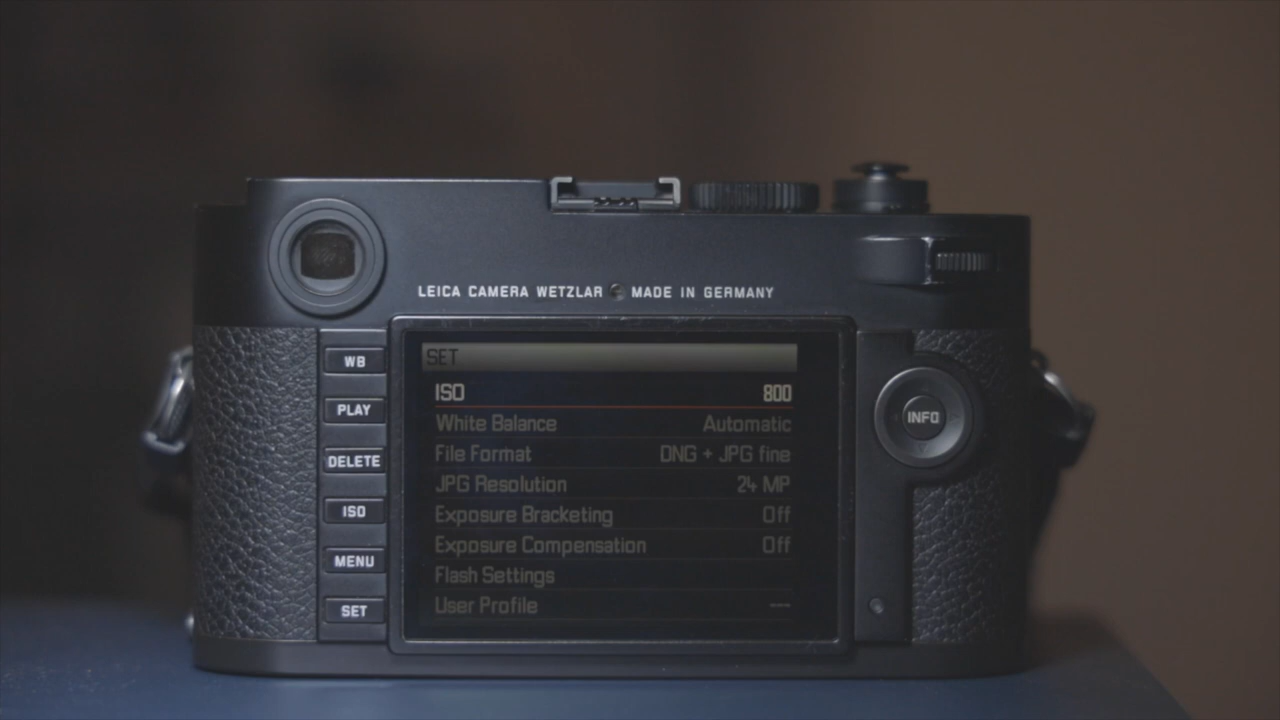 LEICA CAMERA WETZLAR MADE IN GERMANY
WB
PLAY
DELETE
ISO
MENU
SET
SET
ISO 800
White Balance Automatic
File Format DNG + JPG fine
JPG Resolution 24 MP
Exposure Bracketing Off
Exposure Compensation Off
Flash Settings
User Profile ---
INFO